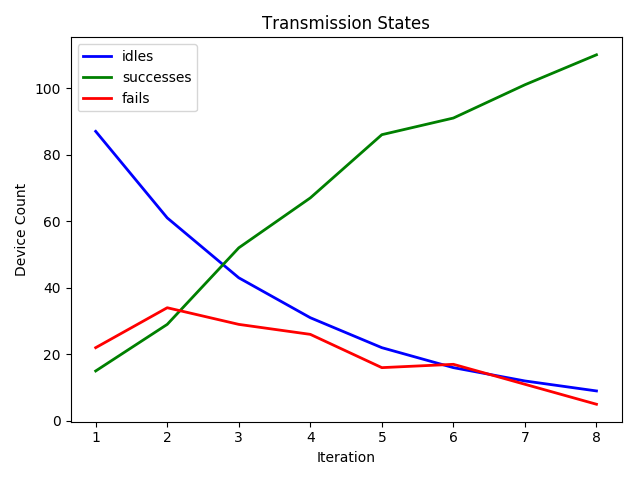 Transmission States
idles
successes
fails
Device Count
100
80
60
40
20
0
1 2 3 4 5 6 7 8
Iteration